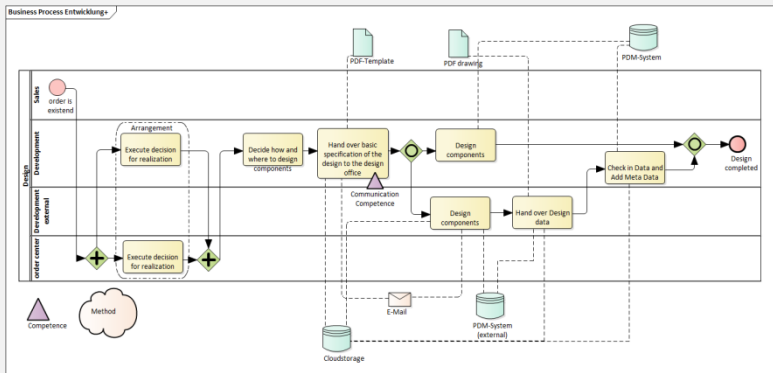 Business Process Entwicklung+
PDF-Template
PDF drawing
PDM-System
Design
Sales
order is
existend
Development
Arrangement
Execute decision
for realization
Decide how and
where to design
components
Hand over basic
specification of the
design to the design
office
Communication
Competence
Design
components
Check in Data and
Add Meta Data
Design
completed
Development
external
Design
components
Hand over Design
data
order center
Execute decision
for realization
Competence
Method
E-Mail
PDM-System
(external)
Cloudstorage